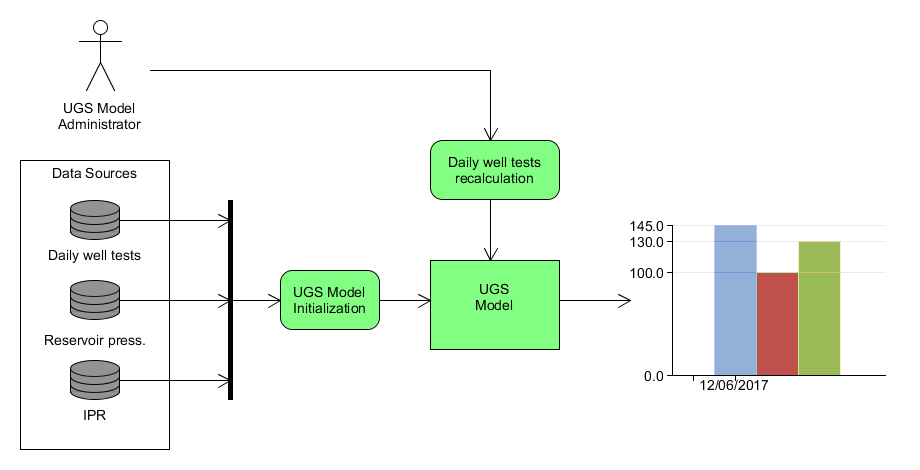 UGS Model
Administrator
Data Sources
Daily well tests
Reservoir press.
IPR
UGS Model
Initialization
Daily well tests
recalculation
UGS
Model
145.0
130.0
100.0
0.0
12/06/2017